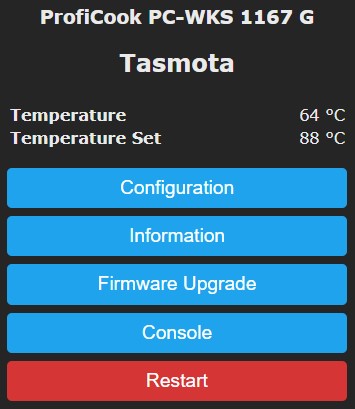 ProfiCook PC-WKS 1167 G
Tasmota
Temperature 64 °C
Temperature Set 88 °C
Configuration
Information
Firmware Upgrade
Console
Restart